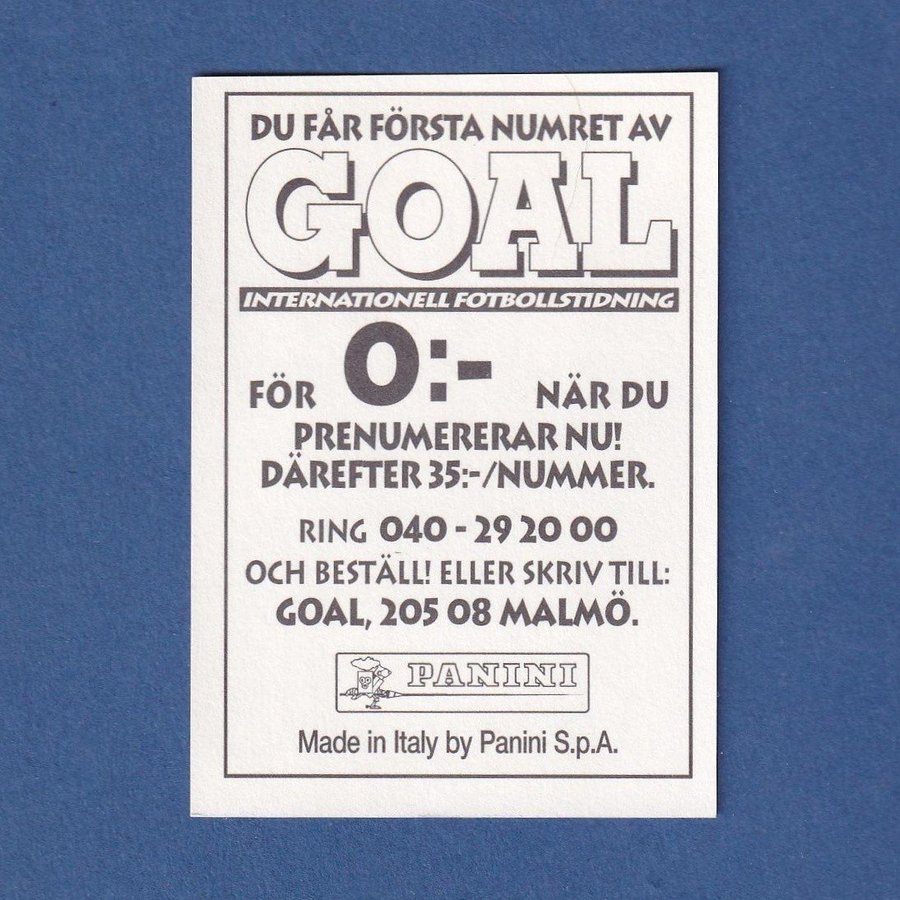 DU FÅR FÖRSTA NUMRET AV
GOAL
INTERNATIONELL FOTBOLLSTIDNING
FÖR 0:- NÄR DU
PRENUMERERAR NU!
DÄREFTER 35:-/NUMMER.
RING 040 - 29 20 00
OCH BESTÄLL! ELLER SKRIV TILL:
GOAL, 205 08 MALMÖ.
PANINI
Made in Italy by Panini S.p.A.